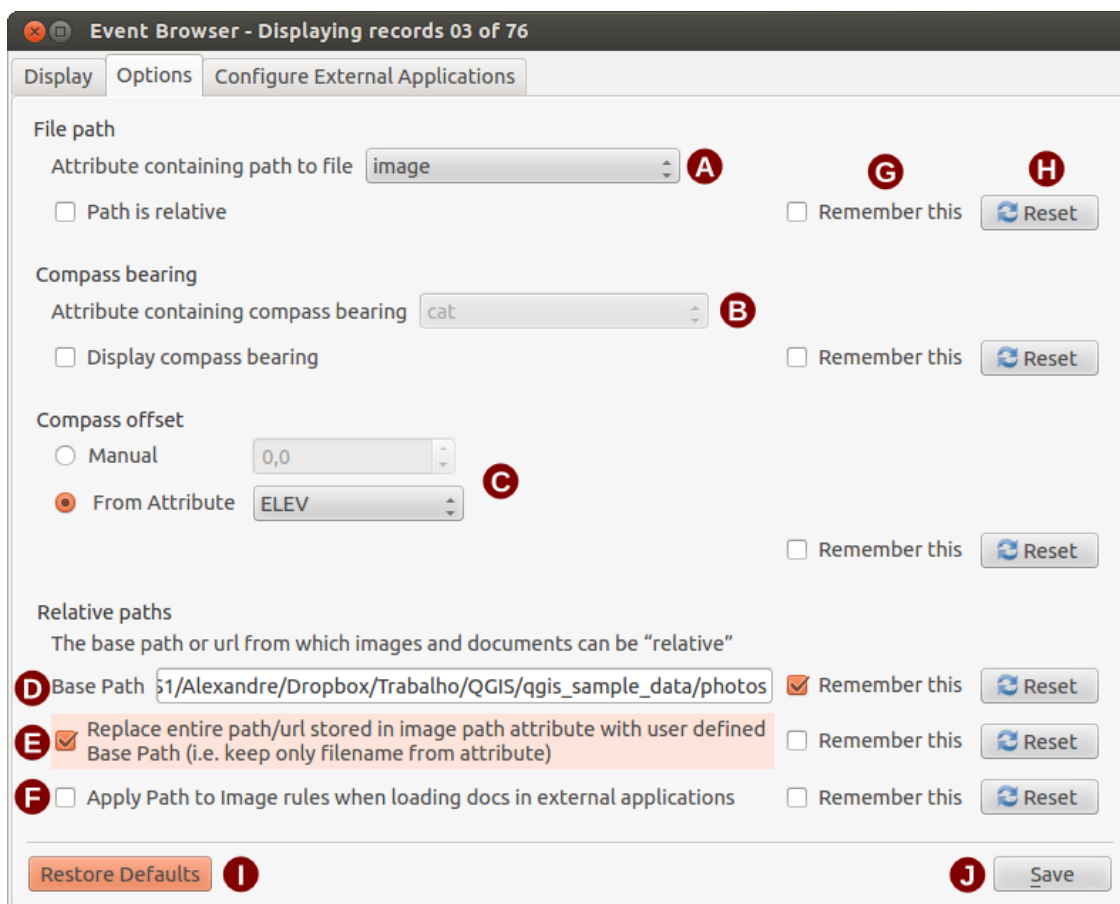 Event Browser - Displaying records 03 of 76
Display Options Configure External Applications
File path
Attribute containing path to file image A G H
Path is relative Remember this Reset
Compass bearing
Attribute containing compass bearing cat B
Display compass bearing Remember this Reset
Compass offset
Manual 0,0
C
From Attribute ELEV
Remember this Reset
Relative paths
The base path or url from which images and documents can be “relative”
D Base Path 51/Alexandre/Dropbox/Trabalho/QGIS/qgis_sample_data/photos Remember this Reset
E Replace entire path/url stored in image path attribute with user defined
Base Path (i.e. keep only filename from attribute) Remember this Reset
F Apply Path to Image rules when loading docs in external applications Remember this Reset
Restore Defaults I J Save